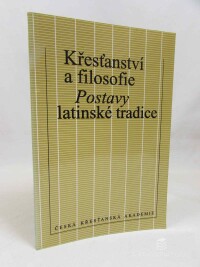 Křesťanství
a filosofie
Postavy
latinské tradice
ČESKÁ KŘESŤANSKÁ AKADEMIE